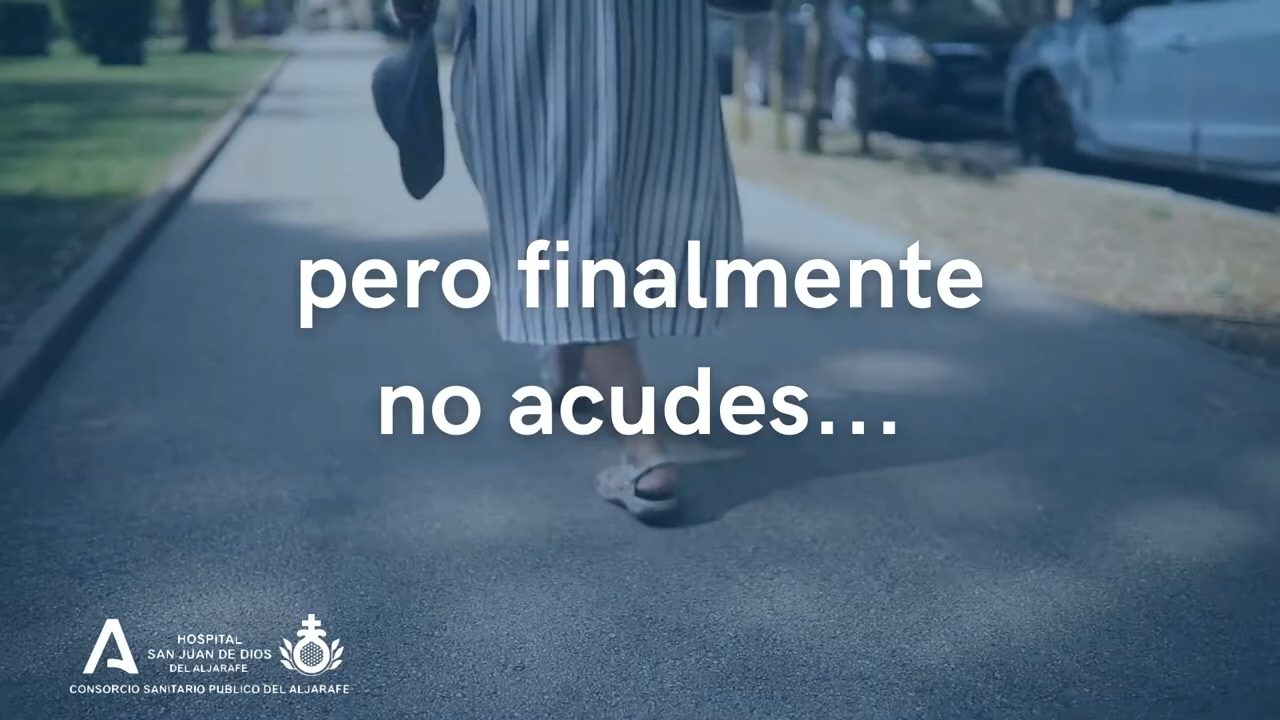 pero finalmente
no acudes...
HOSPITAL
SAN JUAN DE DIOS
DEL ALJARAFE
CONSORCIO SANITARIO PUBLICO DEL ALJARAFE